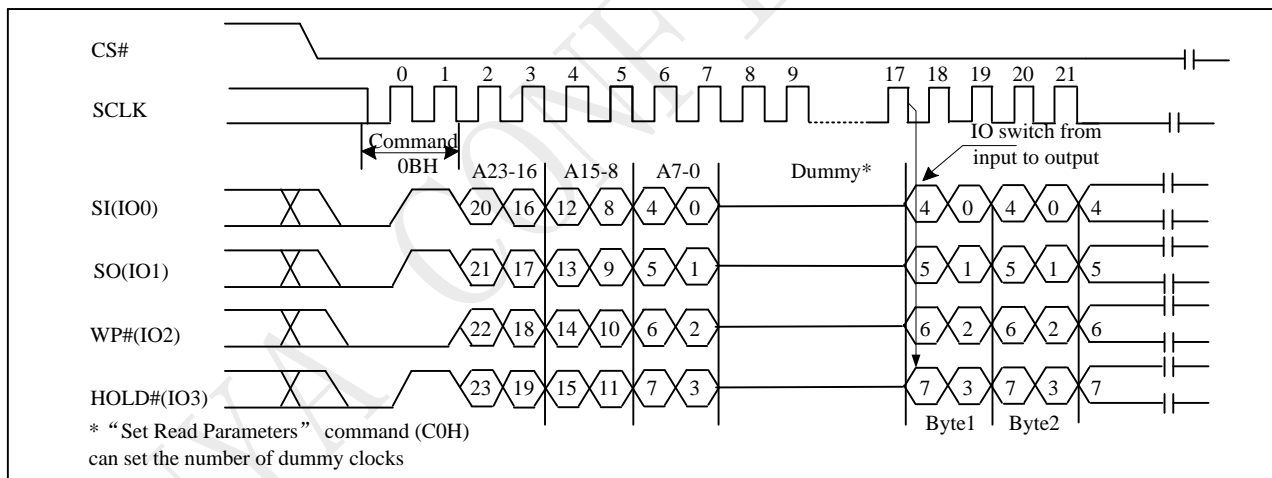 CS#
0 1 2 3 4 5 6 7 8 9 17 18 19 20 21
SCLK
Command
0BH
IO switch from
input to output
A23-16 A15-8 A7-0 Dummy*
SI(IO0) 20 16 12 8 4 0 4 0 4 0 4
SO(IO1) 21 17 13 9 5 1 5 1 5 1 5
WP#(IO2) 22 18 14 10 6 2 6 2 6 2 6
HOLD#(IO3) 23 19 15 11 7 3 7 3 7 3 7
Byte1 Byte2
* “Set Read Parameters” command (C0H)
can set the number of dummy clocks